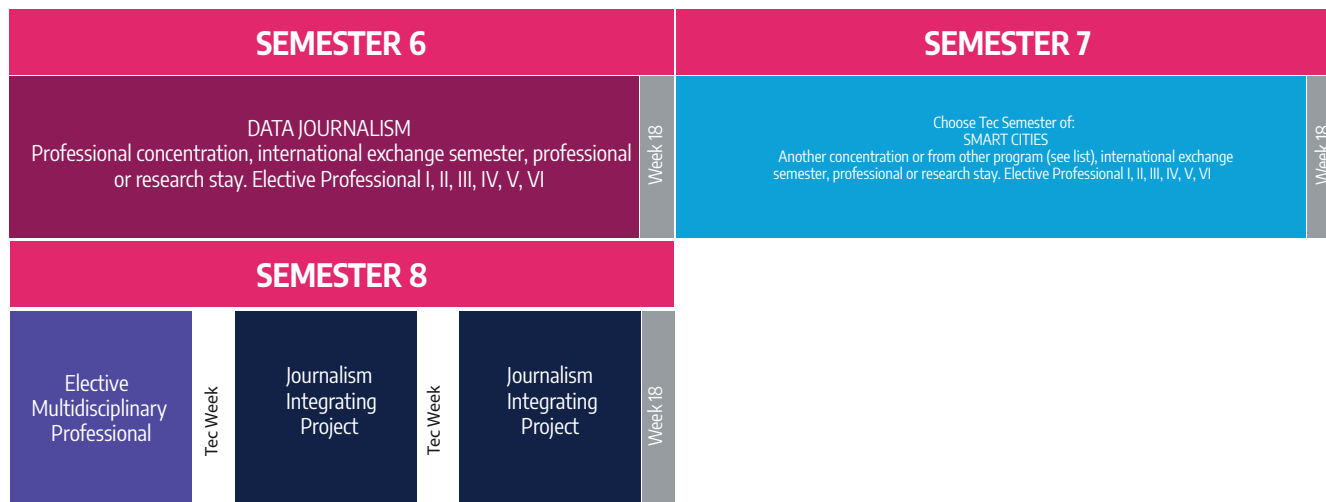 SEMESTER 6
DATA JOURNALISM
Professional concentration, international exchange semester, professional
or research stay. Elective Professional I, II, III, IV, V, VI
Week 18
SEMESTER 7
Choose Tec Semester of:
SMART CITIES
Another concentration or from other program (see list), international exchange
semester, professional or research stay. Elective Professional I, II, III, IV, V, VI
Week 18
SEMESTER 8
Elective
Multidisciplinary
Professional
Tec Week
Journalism
Integrating
Project
Tec Week
Journalism
Integrating
Project
Week 18